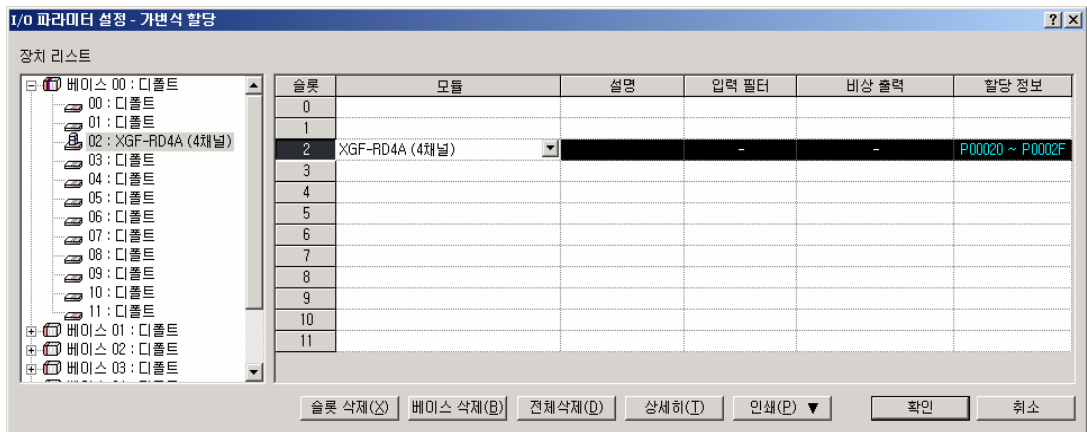 I/O 파라미터 설정 - 가변식 할당
장치 리스트
베이스 00 : 디폴트
00 : 디폴트
01 : 디폴트
02 : XGF-RD4A (4채널)
03 : 디폴트
04 : 디폴트
05 : 디폴트
06 : 디폴트
07 : 디폴트
08 : 디폴트
09 : 디폴트
10 : 디폴트
11 : 디폴트
베이스 01 : 디폴트
베이스 02 : 디폴트
베이스 03 : 디폴트
슬롯 모듈 설명 입력 필터 비상 출력 할당 정보
0
1
2 XGF-RD4A (4채널) - - P00020 ~ P0002F
3
4
5
6
7
8
9
10
11
슬롯 삭제(X) 베이스 삭제(B) 전체삭제(D) 상세히(T) 인쇄(P) ▼ 확인 취소